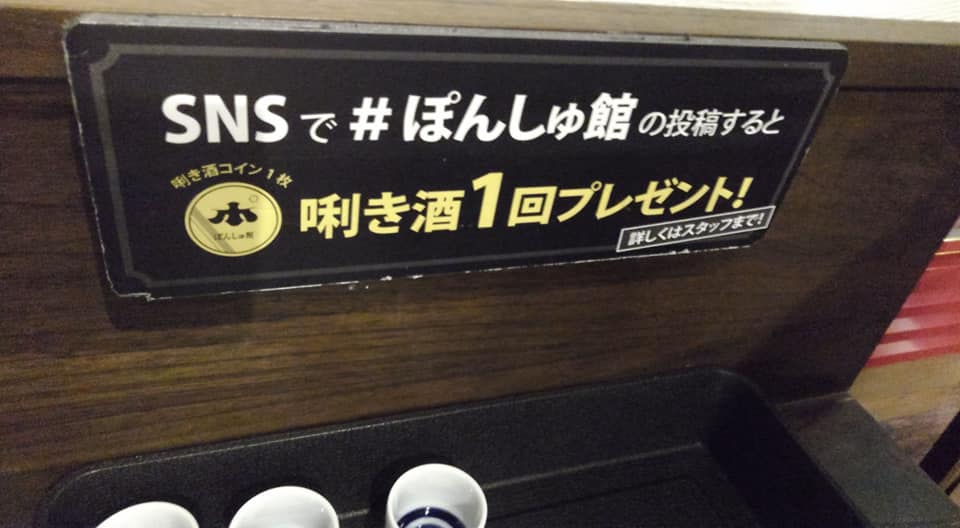 SNSで #ぽんしゅ館 の投稿すると
唎き酒コイン1枚
ぽんしゅ館
唎き酒1回プレゼント!
詳しくはスタッフまで!